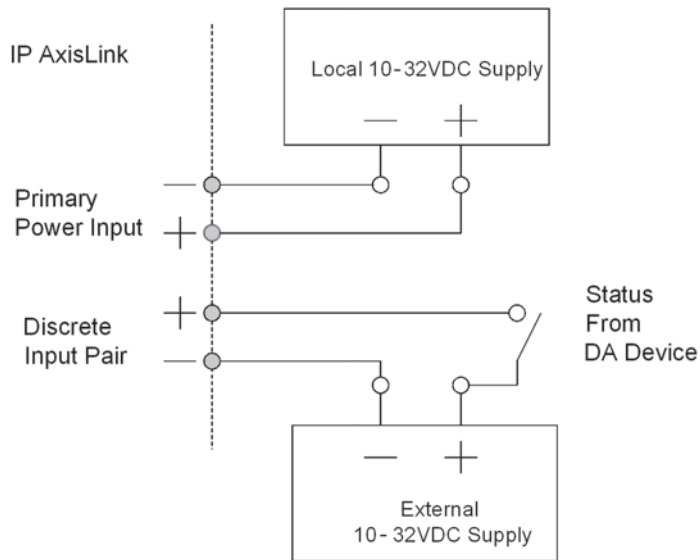 IP AxisLink
Local 10-32VDC Supply
— +
— Primary
+ Power Input
+ Discrete
— Input Pair
Status
From
DA Device
— +
External
10-32VDC Supply